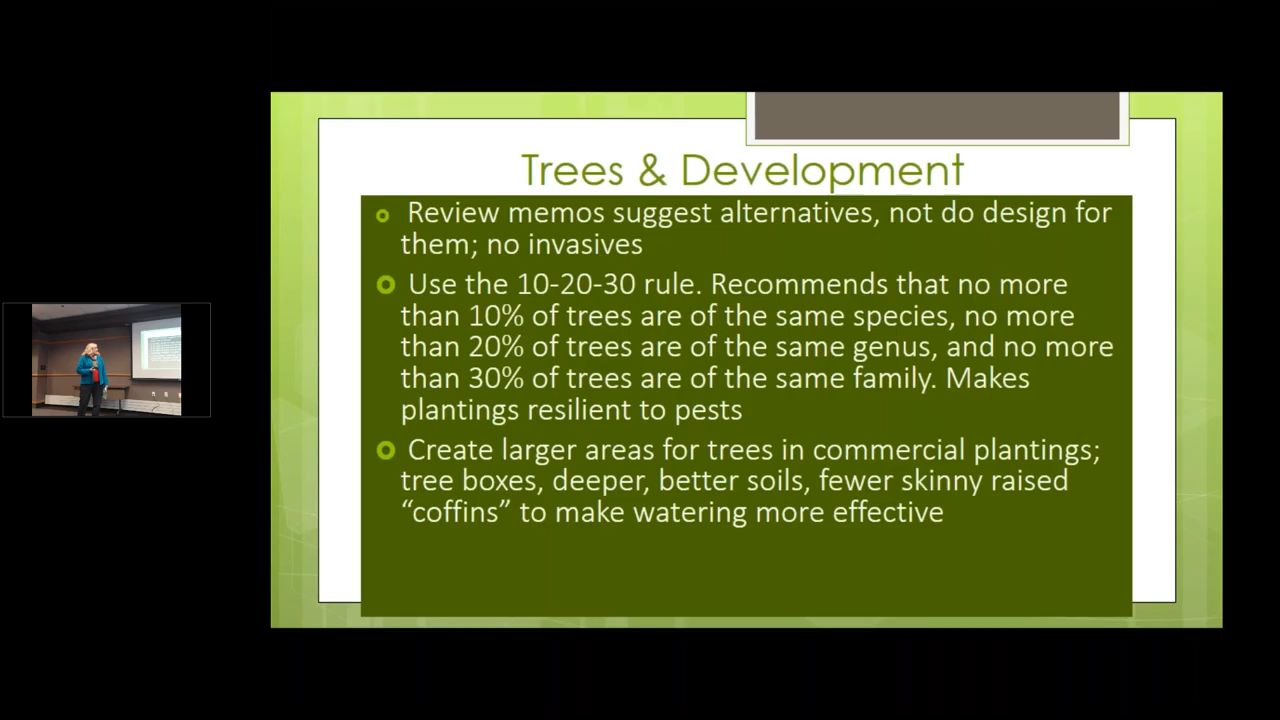 Trees & Development
Review memos suggest alternatives, not do design for
them; no invasives
Use the 10-20-30 rule. Recommends that no more
than 10% of trees are of the same species, no more
than 20% of trees are of the same genus, and no more
than 30% of trees are of the same family. Makes
plantings resilient to pests
Create larger areas for trees in commercial plantings;
tree boxes, deeper, better soils, fewer skinny raised
“coffins” to make watering more effective